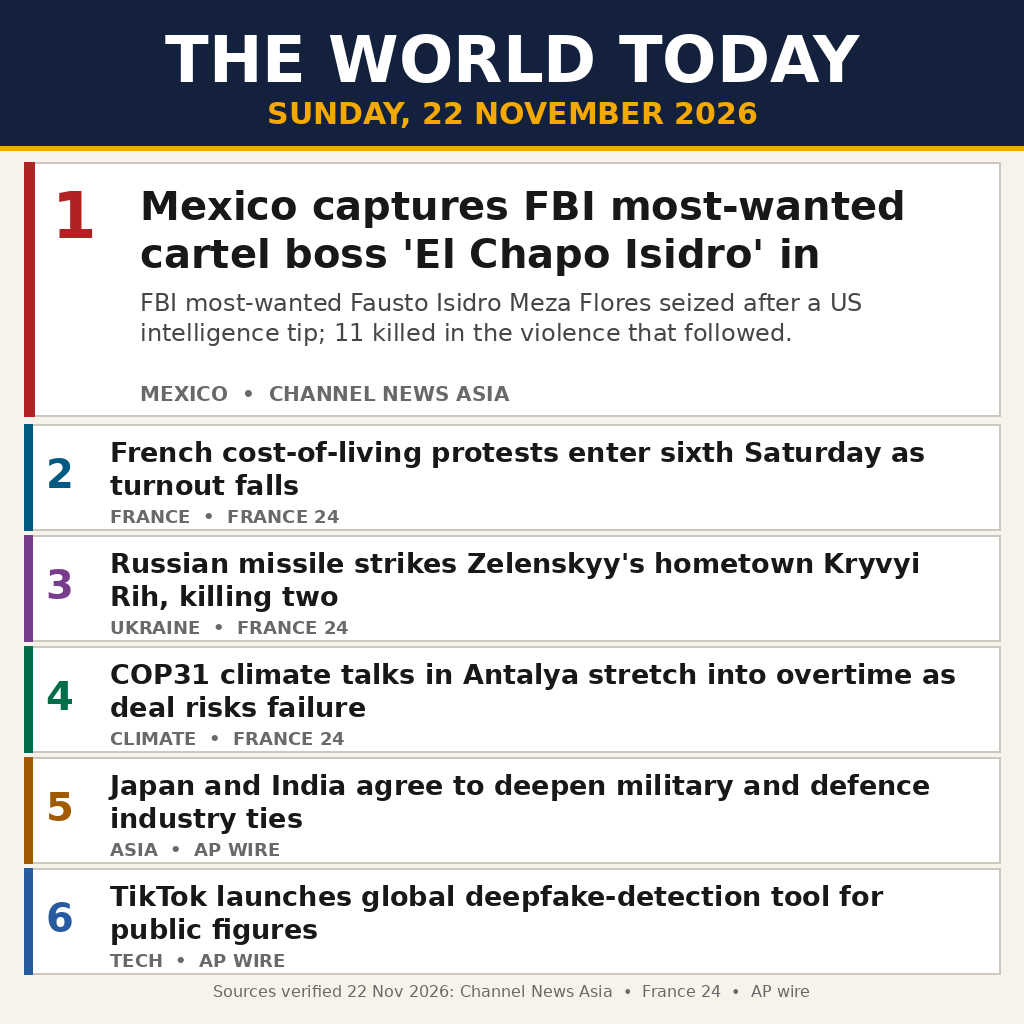 THE WORLD TODAY
SUNDAY, 22 NOVEMBER 2026
1
Mexico captures FBI most-wanted
cartel boss 'El Chapo Isidro' in
FBI most-wanted Fausto Isidro Meza Flores seized after a US
intelligence tip; 11 killed in the violence that followed.
MEXICO • CHANNEL NEWS ASIA
2
French cost-of-living protests enter sixth Saturday as
turnout falls
FRANCE • FRANCE 24
3
Russian missile strikes Zelenskyy's hometown Kryvyi
Rih, killing two
UKRAINE • FRANCE 24
4
COP31 climate talks in Antalya stretch into overtime as
deal risks failure
CLIMATE • FRANCE 24
5
Japan and India agree to deepen military and defence
industry ties
ASIA • AP WIRE
6
TikTok launches global deepfake-detection tool for
public figures
TECH • AP WIRE
Sources verified 22 Nov 2026: Channel News Asia • France 24 • AP wire